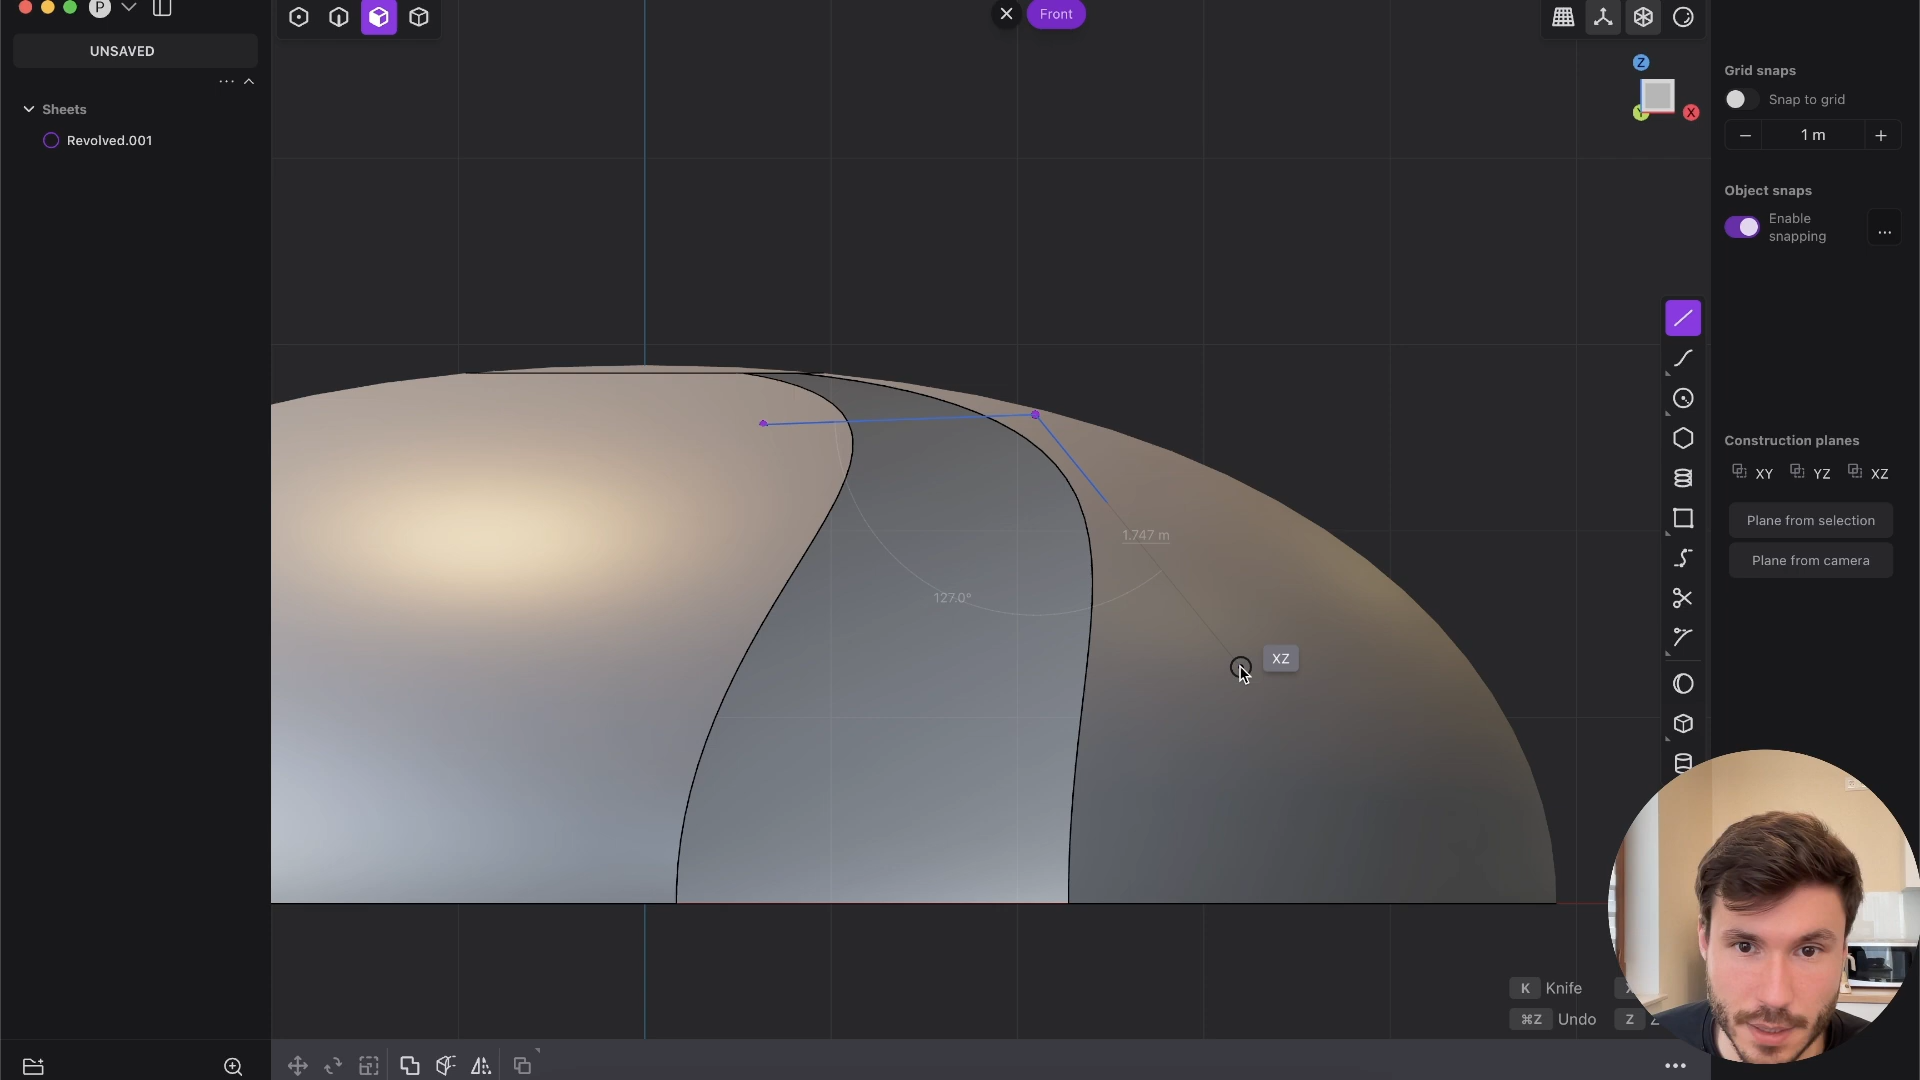 P
UNSAVED
...
Sheets
Revolved.001
Front
Z
Y
X
Grid snaps
Snap to grid
− 1 m +
Object snaps
Enable
snapping
...
Construction planes
XY YZ XZ
Plane from selection
Plane from camera
1.747 m
127.0°
XZ
K Knife
⌘Z Undo Z